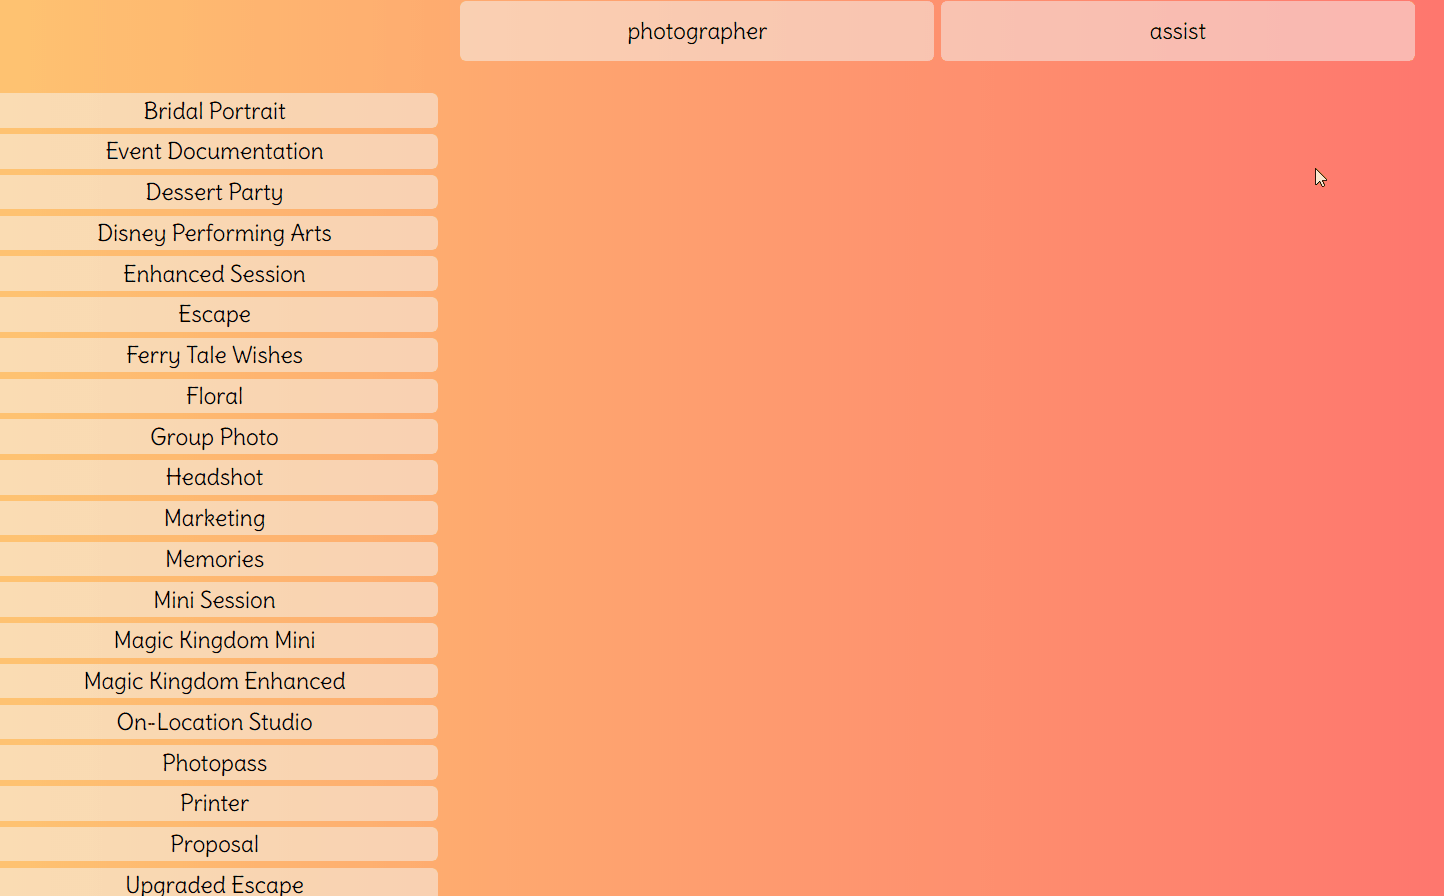 photographer
assist
Bridal Portrait
Event Documentation
Dessert Party
Disney Performing Arts
Enhanced Session
Escape
Ferry Tale Wishes
Floral
Group Photo
Headshot
Marketing
Memories
Mini Session
Magic Kingdom Mini
Magic Kingdom Enhanced
On-Location Studio
Photopass
Printer
Proposal
Upgraded Escape